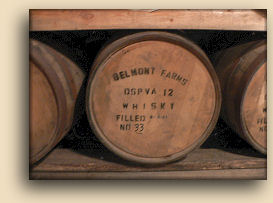 BELMONT FARMS
DSPVA 12
WHISKY
FILLED
NO 33